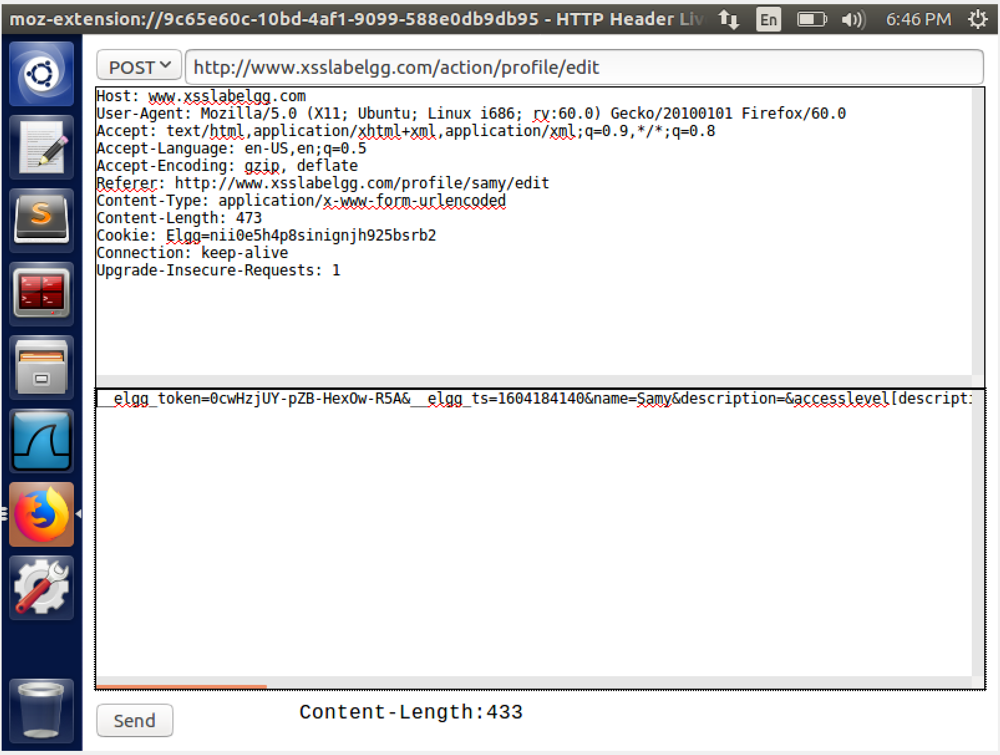 moz-extension://9c65e60c-10bd-4af1-9099-588e0db9db95 - HTTP Header Liv En 6:46 PM
POST http://www.xsslabelgg.com/action/profile/edit
Host: www.xsslabelgg.com
User-Agent: Mozilla/5.0 (X11; Ubuntu; Linux i686; rv:60.0) Gecko/20100101 Firefox/60.0
Accept: text/html,application/xhtml+xml,application/xml;q=0.9,*/*;q=0.8
Accept-Language: en-US,en;q=0.5
Accept-Encoding: gzip, deflate
Referer: http://www.xsslabelgg.com/profile/samy/edit
Content-Type: application/x-www-form-urlencoded
Content-Length: 473
Cookie: Elgg=nii0e5h4p8sinignjh925bsrb2
Connection: keep-alive
Upgrade-Insecure-Requests: 1
__elgg_token=0cwHzjUY-pZB-HexOw-R5A&__elgg_ts=1604184140&name=Samy&description=&accesslevel[descripti
Send Content-Length:433